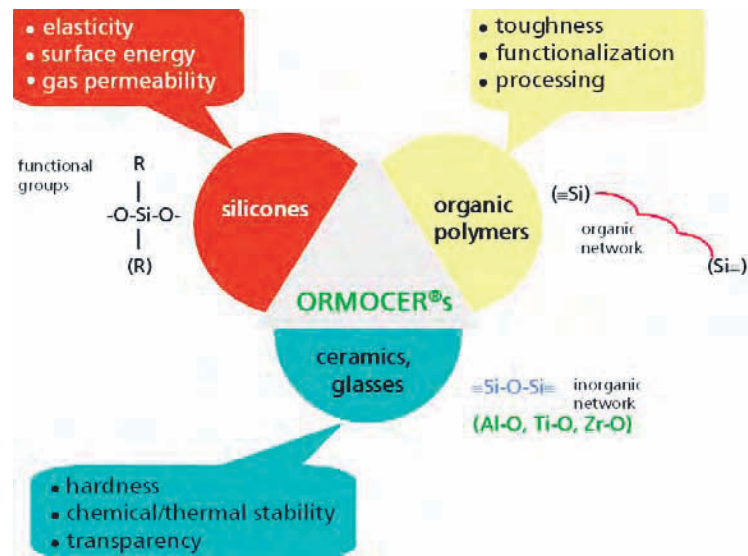 • elasticity
• surface energy
• gas permeability
• toughness
• functionalization
• processing
functional
groups
R
-O-Si-O-
(R)
silicones
organic
polymers
(≡Si)
organic
network
(Si=)
ORMOCER®s
ceramics,
glasses
≡Si-O-Si≡
inorganic
network
(Al-O, Ti-O, Zr-O)
• hardness
• chemical/thermal stability
• transparency